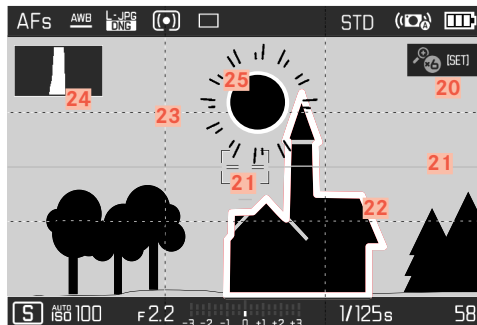 AFs AWB L-JPG DNG STD A
×6 [SET]
25
24
20
23
21
21
22
S AUTO ISO 100 F 2.2 -3 -2 -1 0 +1 +2 +3 1/125s 58